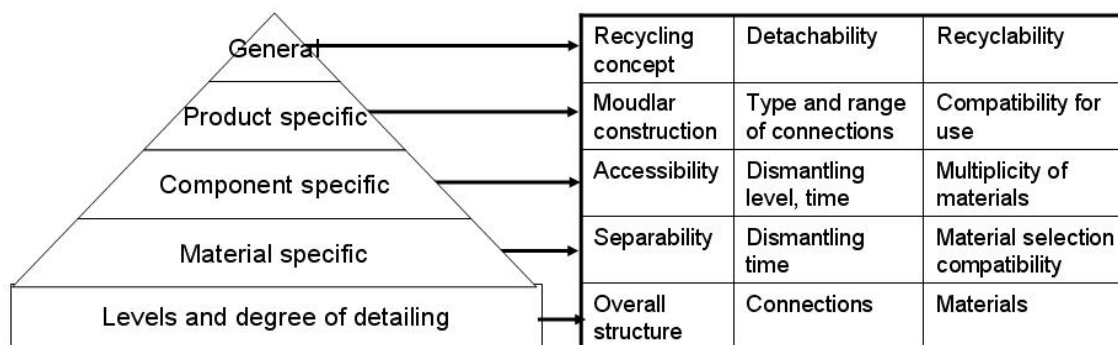 General
Recycling
concept
Detachability
Recyclability
Product specific
Moudlar
construction
Type and range
of connections
Compatibility for
use
Component specific
Accessibility
Dismantling
level, time
Multiplicity of
materials
Material specific
Separability
Dismantling
time
Material selection
compatibility
Levels and degree of detailing
Overall
structure
Connections
Materials